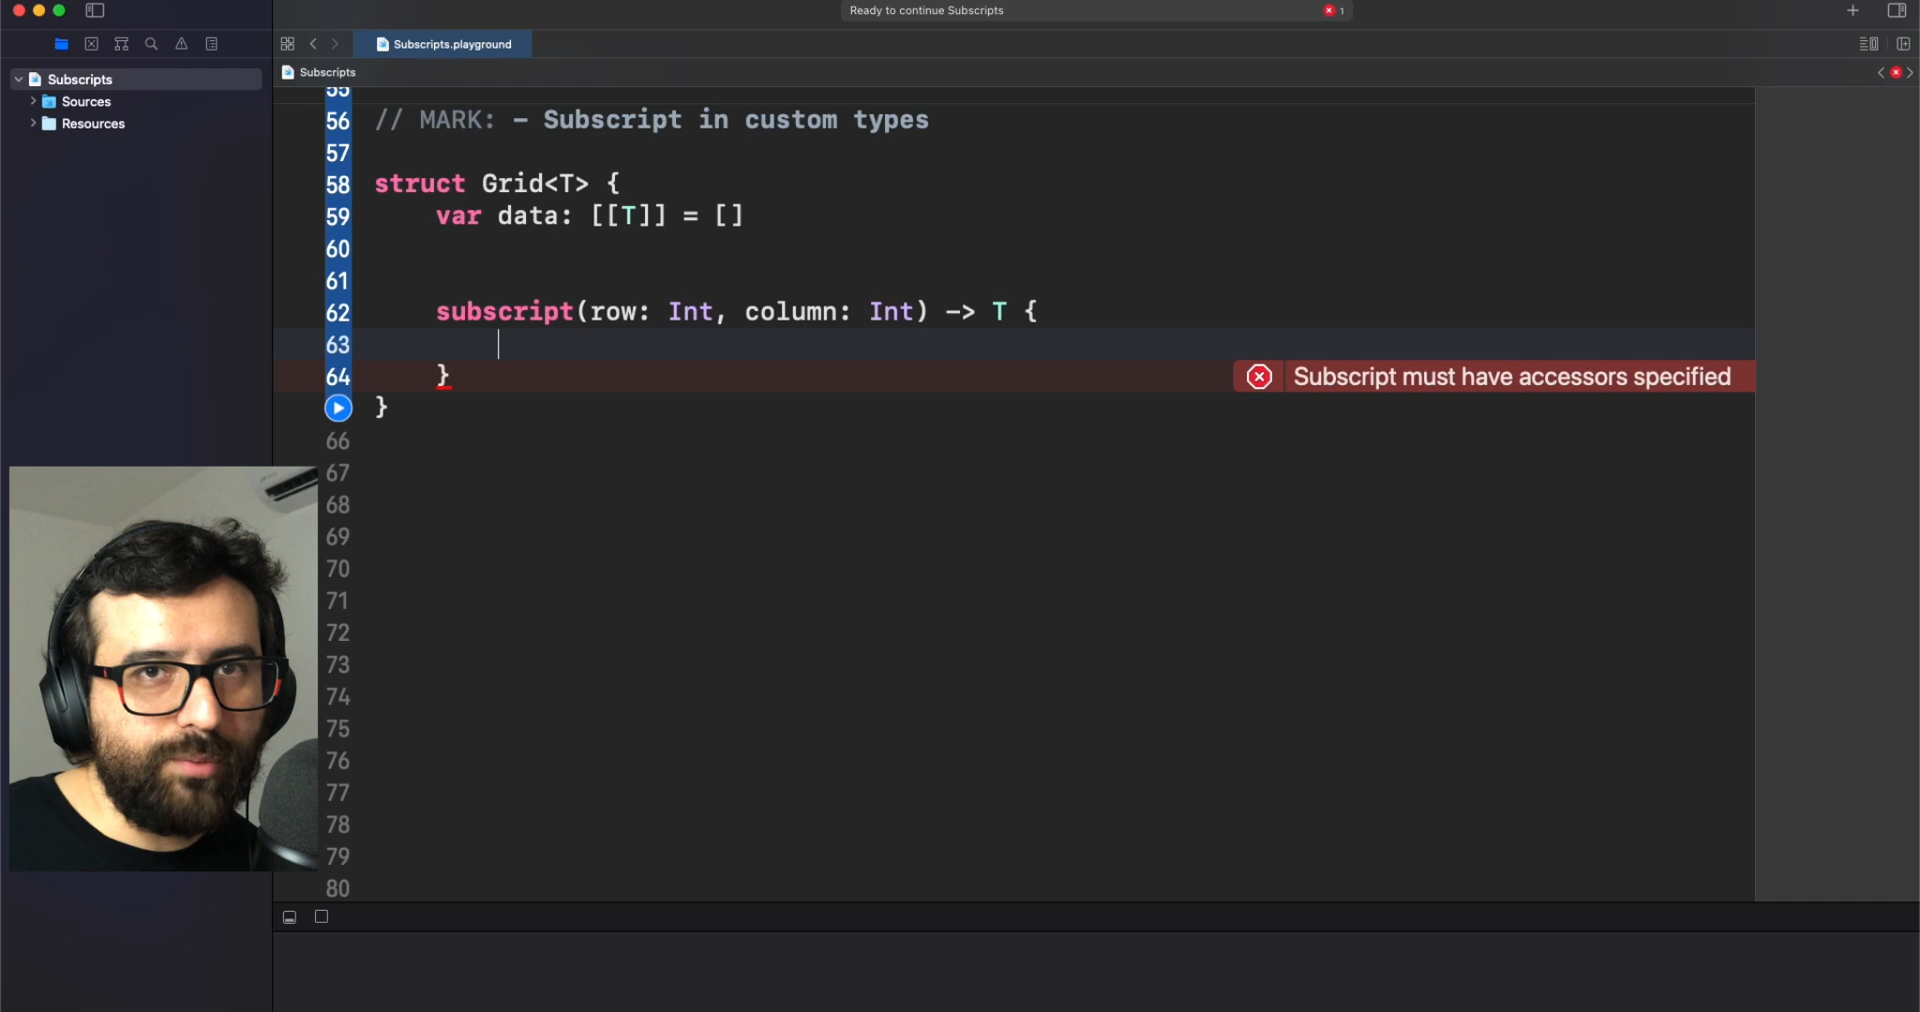 Ready to continue Subscripts
1
Subscripts.playground
Subscripts
Sources
Resources
Subscripts
55
56 // MARK: - Subscript in custom types
57
58 struct Grid<T> {
59 var data: [[T]] = []
60
61
62 subscript(row: Int, column: Int) -> T {
63
64 } Subscript must have accessors specified
}
66
67
68
69
70
71
72
73
74
75
76
77
78
79
80